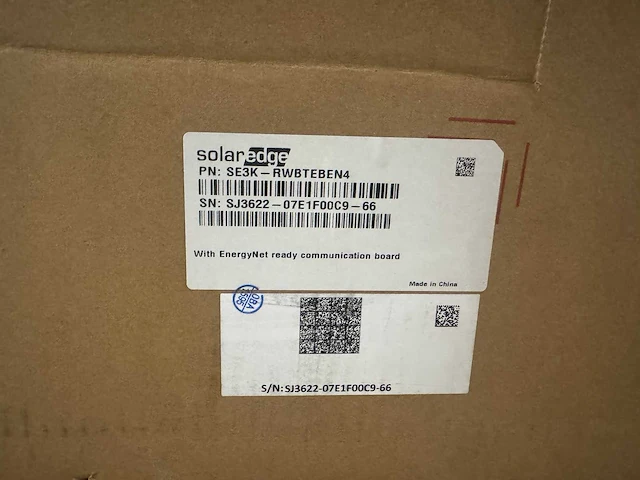 solaredge
PN: SE3K-RWBTEBEN4
SN: SJ3622-07E1F00C9-66
With EnergyNet ready communication board
Made in China
S/N:SJ3622-07E1F00C9-66